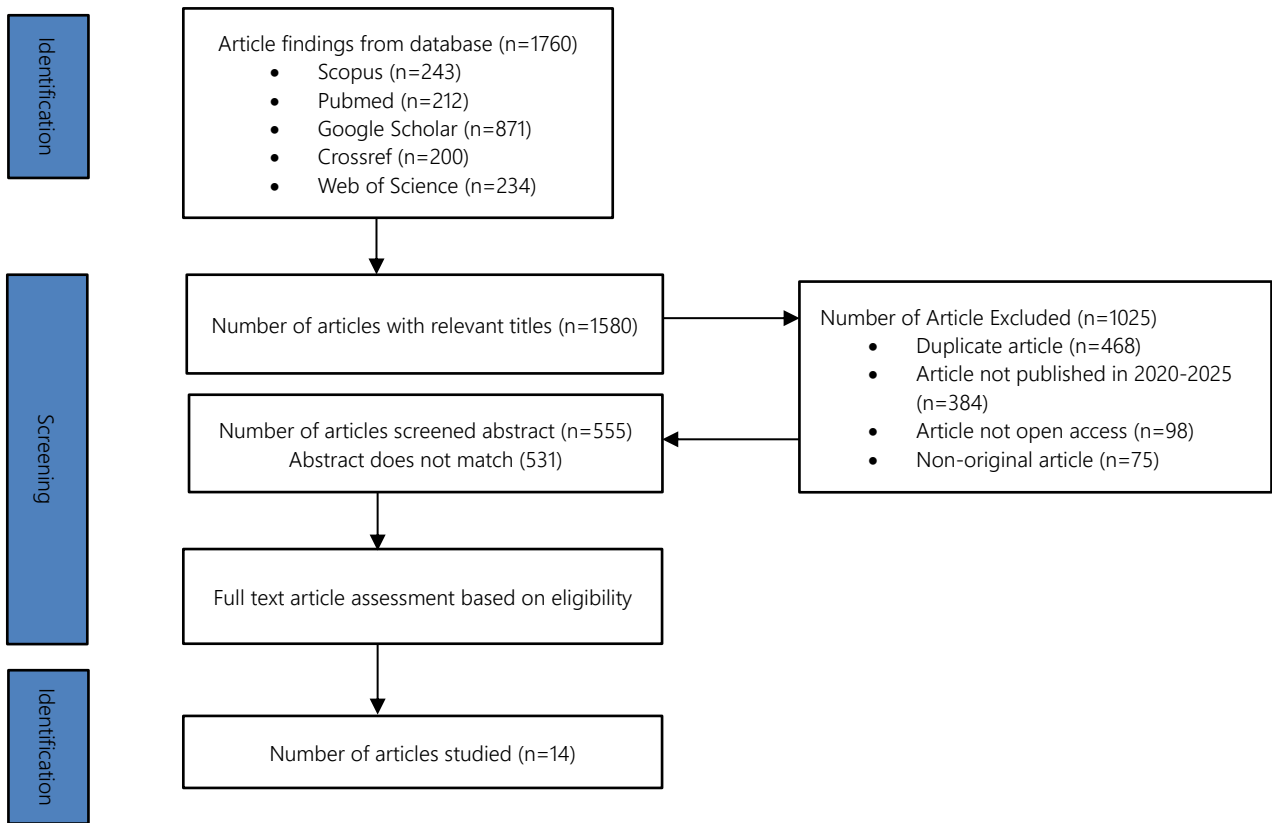 Identification
Article findings from database (n=1760)
• Scopus (n=243)
• Pubmed (n=212)
• Google Scholar (n=871)
• Crossref (n=200)
• Web of Science (n=234)
Screening
Number of articles with relevant titles (n=1580)
Number of Article Excluded (n=1025)
• Duplicate article (n=468)
• Article not published in 2020-2025
(n=384)
• Article not open access (n=98)
• Non-original article (n=75)
Number of articles screened abstract (n=555)
Abstract does not match (531)
Full text article assessment based on eligibility
Identification
Number of articles studied (n=14)